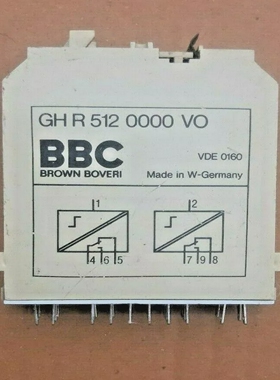 GH R 512 0000 VO
BBC
BROWN BOVERI
VDE 0160
Made in W-Germany
1 2
4 6 5 7 9 8